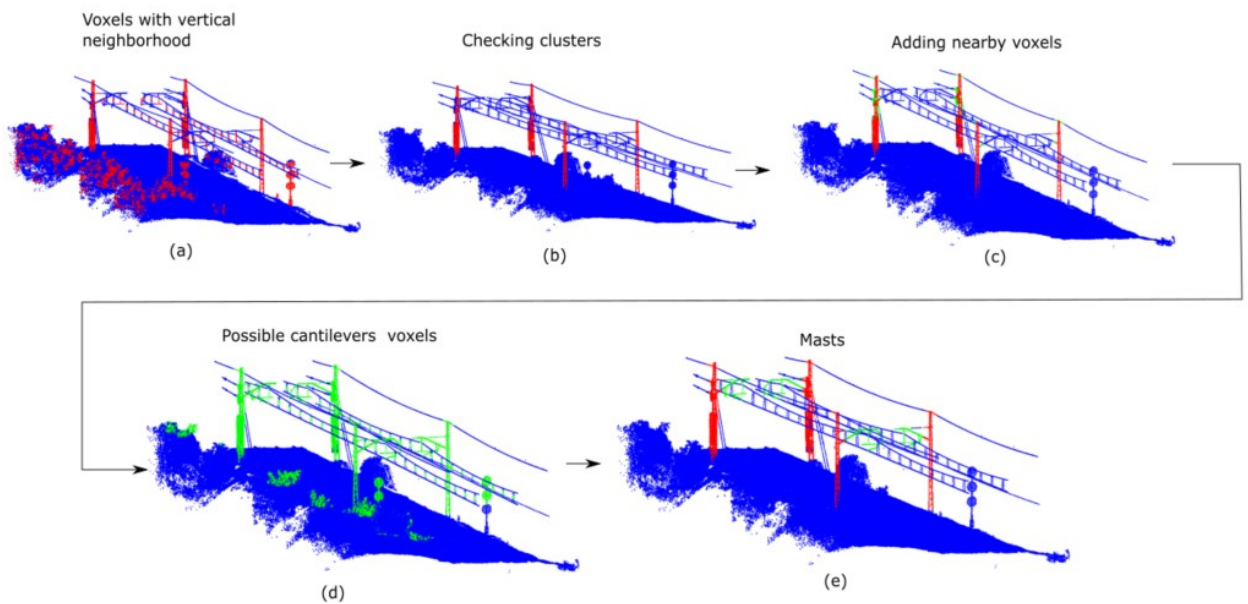 Voxels with vertical
neighborhood
Checking clusters
Adding nearby voxels
(a)
(b)
(c)
Possible cantilevers voxels
Masts
(d)
(e)